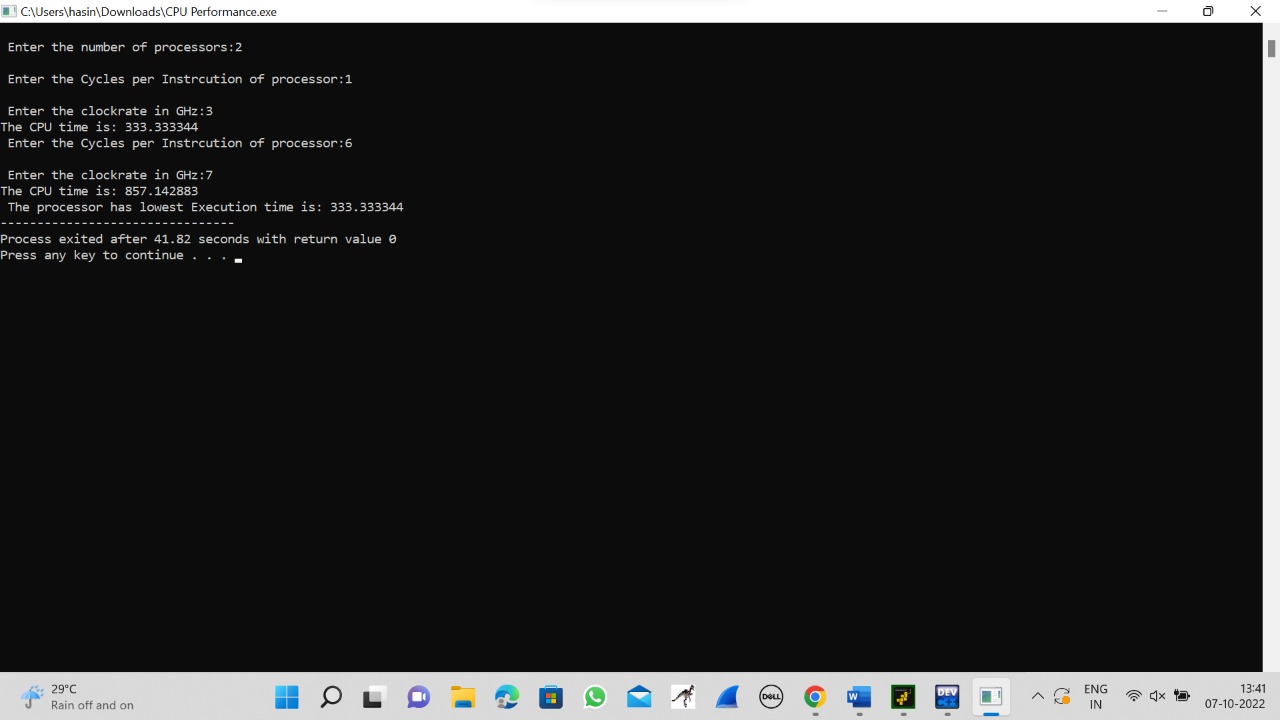 C:\Users\hasin\Downloads\CPU Performance.exe
Enter the number of processors:2
Enter the Cycles per Instrcution of processor:1
Enter the clockrate in GHz:3
The CPU time is: 333.333344
Enter the Cycles per Instrcution of processor:6
Enter the clockrate in GHz:7
The CPU time is: 857.142883
The processor has lowest Execution time is: 333.333344
--------------------------------
Process exited after 41.82 seconds with return value 0
Press any key to continue . . .
29°C
Rain off and on
DELL
DEV
ENG
IN
13:41
07-10-2022